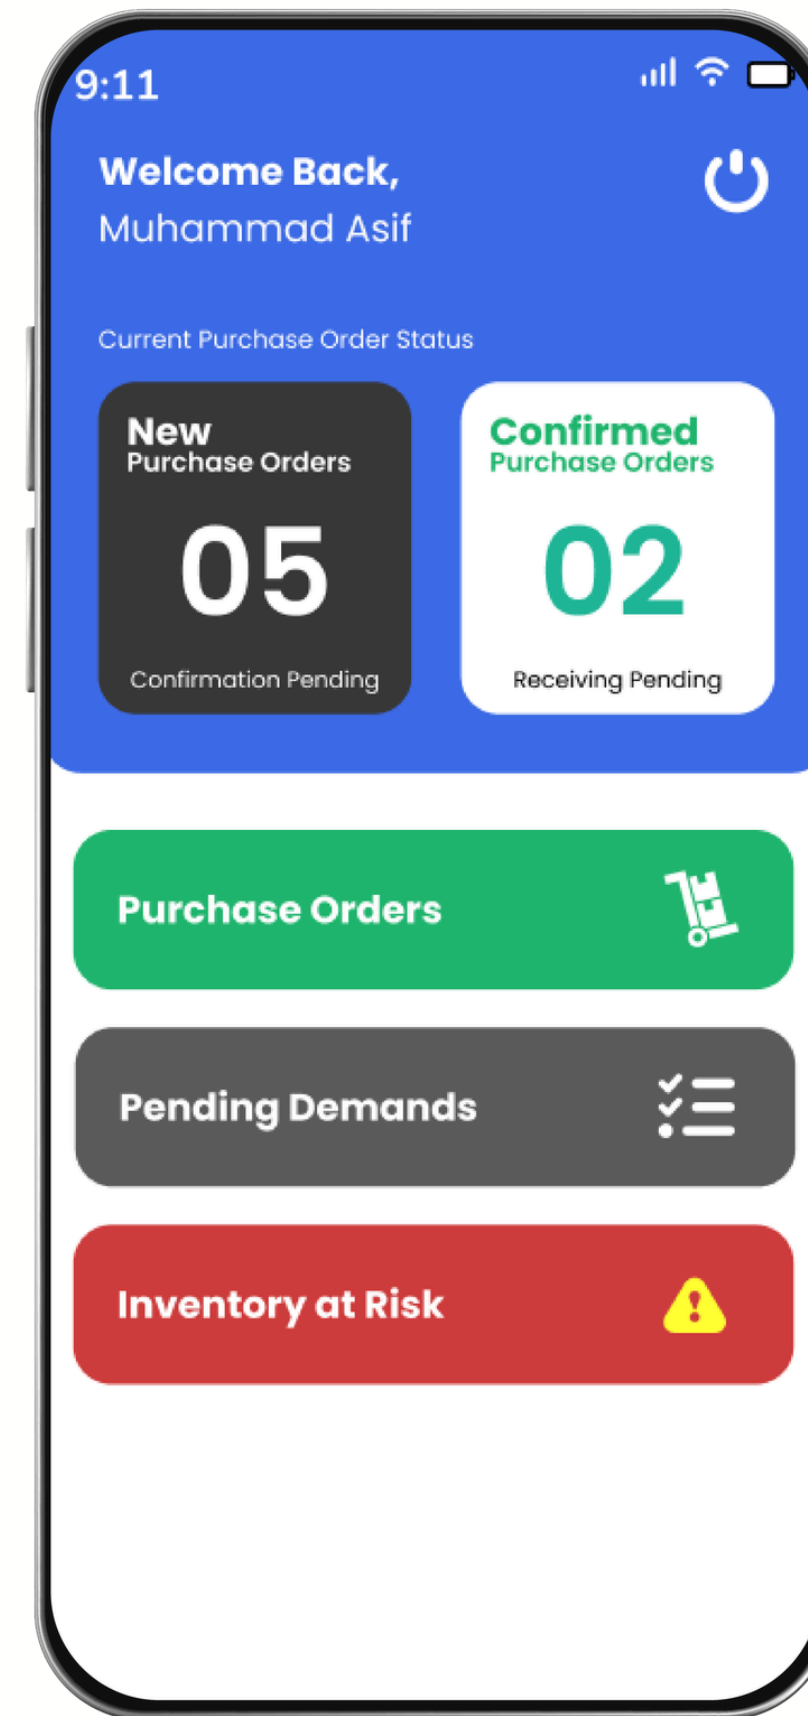 9:11
Welcome Back,
Muhammad Asif
Current Purchase Order Status
New
Purchase Orders
05
Confirmation Pending
Confirmed
Purchase Orders
02
Receiving Pending
Purchase Orders
Pending Demands
Inventory at Risk